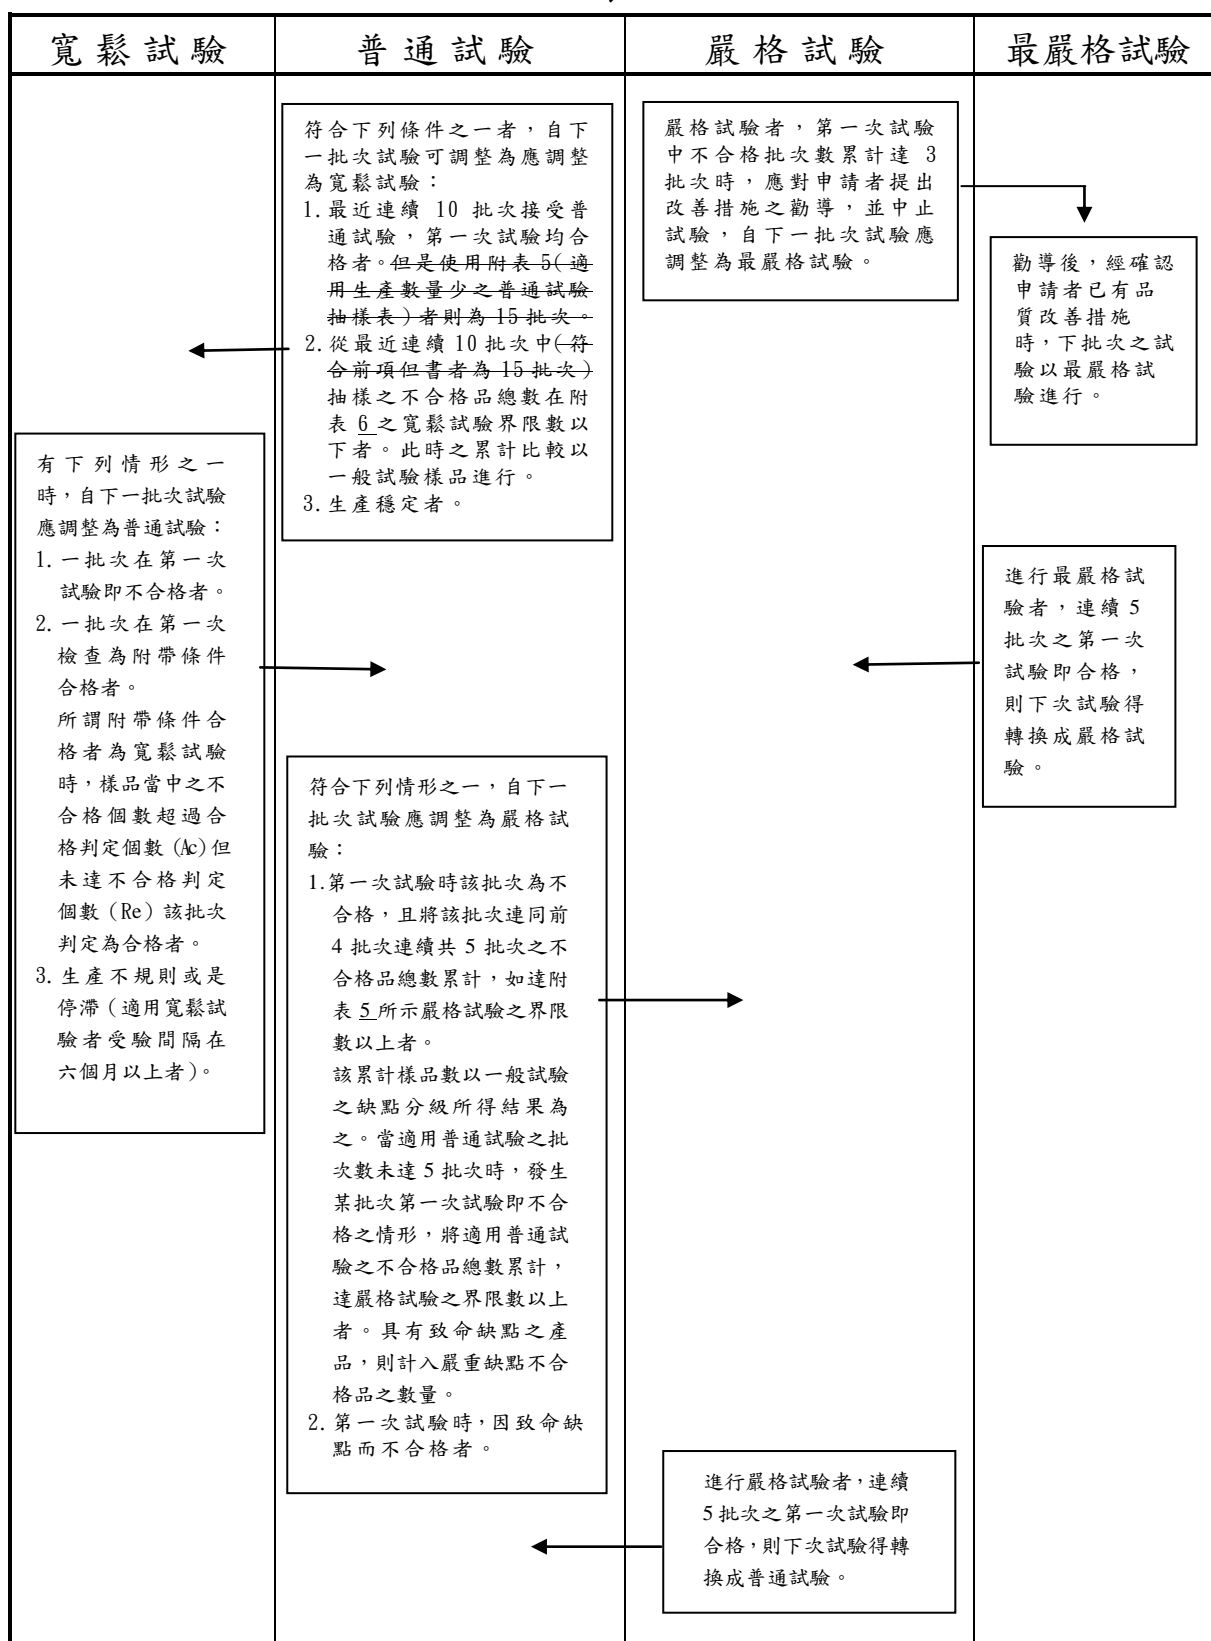 寬鬆試驗
普通試驗
嚴格試驗
最嚴格試驗
符合下列條件之一者，自下
一批次試驗可調整為應調整
為寬鬆試驗：
1.最近連續 10 批次接受普
通試驗，第一次試驗均合
格者。但是使用附表 5(適
用生產數量少之普通試驗
抽樣表)者則為 15 批次。
2.從最近連續 10 批次中(符
合前項但書者為 15 批次)
抽樣之不合格品總數在附
表 6 之寬鬆試驗界限數以
下者。此時之累計比較以
一般試驗樣品進行。
3.生產穩定者。
嚴格試驗者，第一次試驗
中不合格批次數累計達 3
批次時，應對申請者提出
改善措施之勸導，並中止
試驗，自下一批次試驗應
調整為最嚴格試驗。
勸導後，經確認
申請者已有品
質改善措施
時，下批次之試
驗以最嚴格試
驗進行。
有下列情形之一
時，自下一批次試驗
應調整為普通試驗：
1.一批次在第一次
試驗即不合格者。
2.一批次在第一次
檢查為附帶條件
合格者。
所謂附帶條件合
格者為寬鬆試驗
時，樣品當中之不
合格個數超過合
格判定個數(Ac)但
未達不合格判定
個數(Re)該批次
判定為合格者。
3.生產不規則或是
停滯(適用寬鬆試
驗者受驗間隔在
六個月以上者)。
進行最嚴格試
驗者，連續 5
批次之第一次
試驗即合格，
則下次試驗得
轉換成嚴格試
驗。
符合下列情形之一，自下一
批次試驗應調整為嚴格試
驗：
1.第一次試驗時該批次為不
合格，且將該批次連同前
4 批次連續共 5 批次之不
合格品總數累計，如達附
表 5 所示嚴格試驗之界限
數以上者。
該累計樣品數以一般試驗
之缺點分級所得結果為
之。當適用普通試驗之批
次數未達 5 批次時，發生
某批次第一次試驗即不合
格之情形，將適用普通試
驗之不合格品總數累計，
達嚴格試驗之界限數以上
者。具有致命缺點之產
品，則計入嚴重缺點不合
格品之數量。
2.第一次試驗時，因致命缺
點而不合格者。
進行嚴格試驗者，連續
5 批次之第一次試驗即
合格，則下次試驗得轉
換成普通試驗。